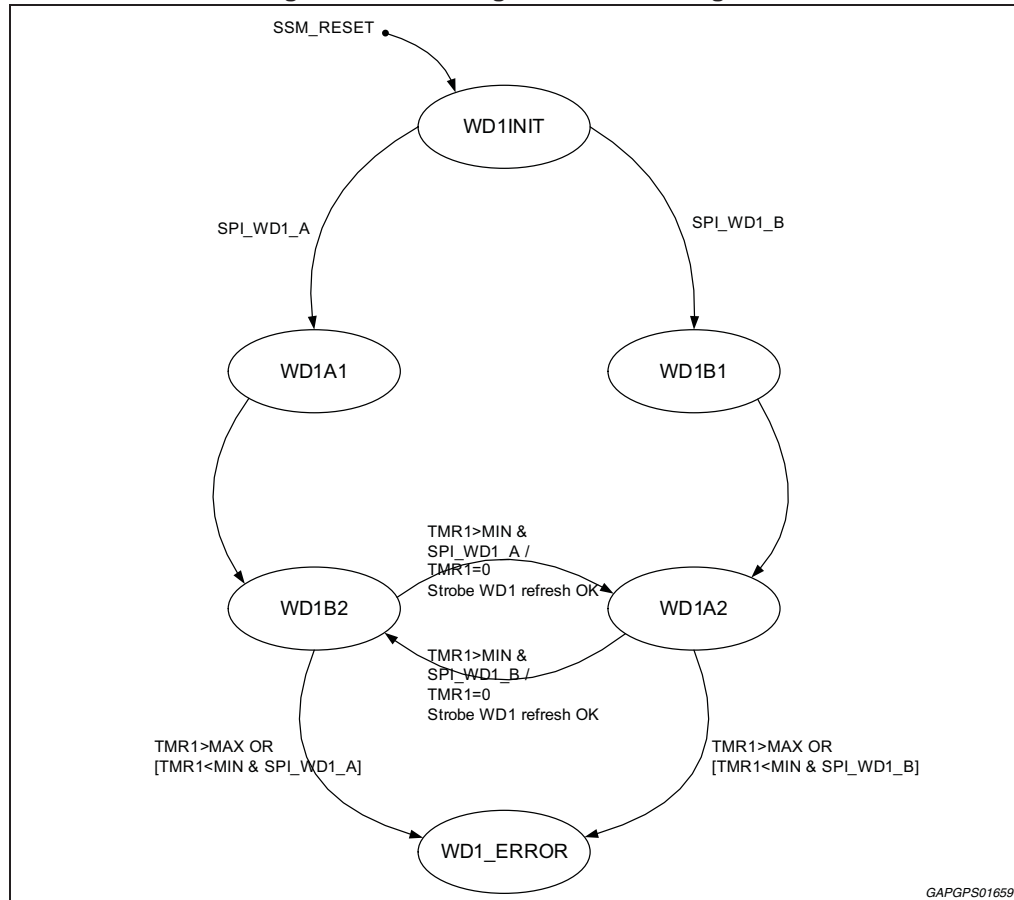 SSM_RESET
WD1INIT
SPI_WD1_A
SPI_WD1_B
WD1A1
WD1B1
TMR1>MIN &
SPI_WD1_A /
TMR1=0
Strobe WD1 refresh OK
WD1B2
WD1A2
TMR1>MIN &
SPI_WD1_B /
TMR1=0
Strobe WD1 refresh OK
TMR1>MAX OR
[TMR1<MIN & SPI_WD1_A]
TMR1>MAX OR
[TMR1<MIN & SPI_WD1_B]
WD1_ERROR
GAPGPS01659